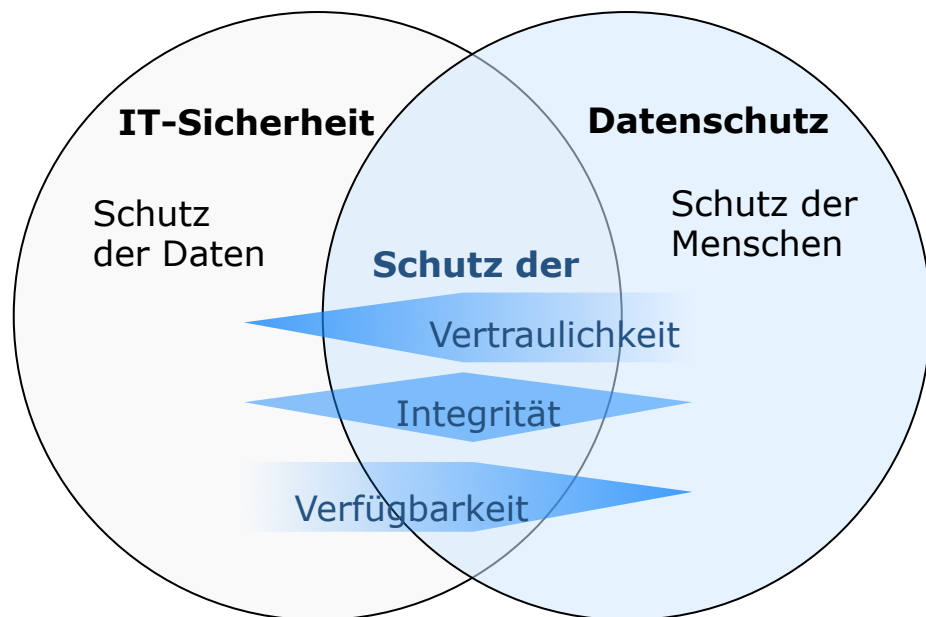 IT-Sicherheit
Schutz
der Daten
Datenschutz
Schutz der
Menschen
Schutz der
Vertraulichkeit
Integrität
Verfügbarkeit